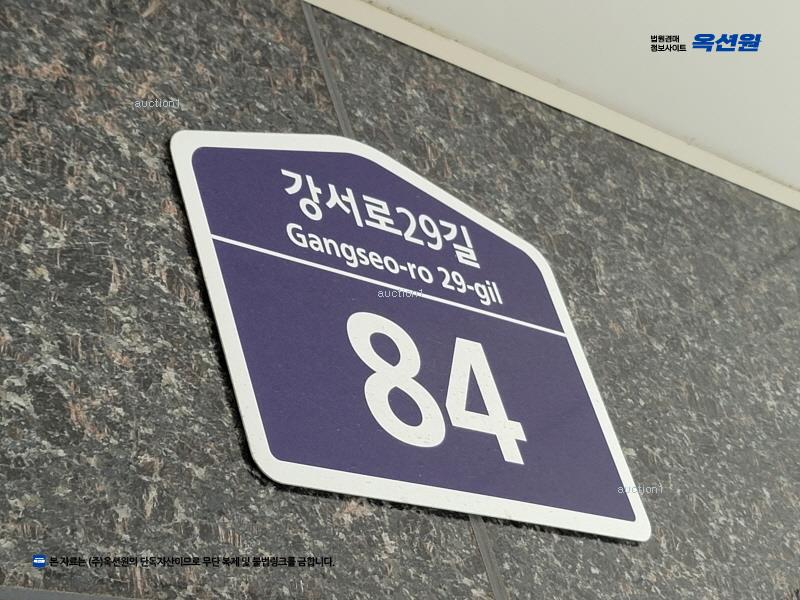 법원경매
정보사이트 옥션원
auction1
강서로29길
Gangseo-ro 29-gil
auction1
84
auction1
본 자료는 (주)옥션원의 단독자산이므로 무단 복제 및 불법링크를 금합니다.